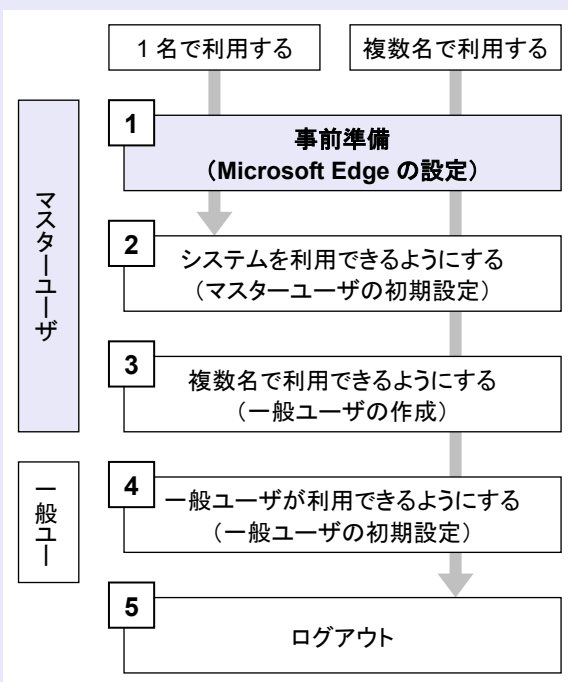 1 名で利用する
複数名で利用する
マスターユーザ
1
事前準備
（Microsoft Edge の設定）
2
システムを利用できるようにする
（マスターユーザの初期設定）
3
複数名で利用できるようにする
（一般ユーザの作成）
一般ユー
4
一般ユーザが利用できるようにする
（一般ユーザの初期設定）
5
ログアウト